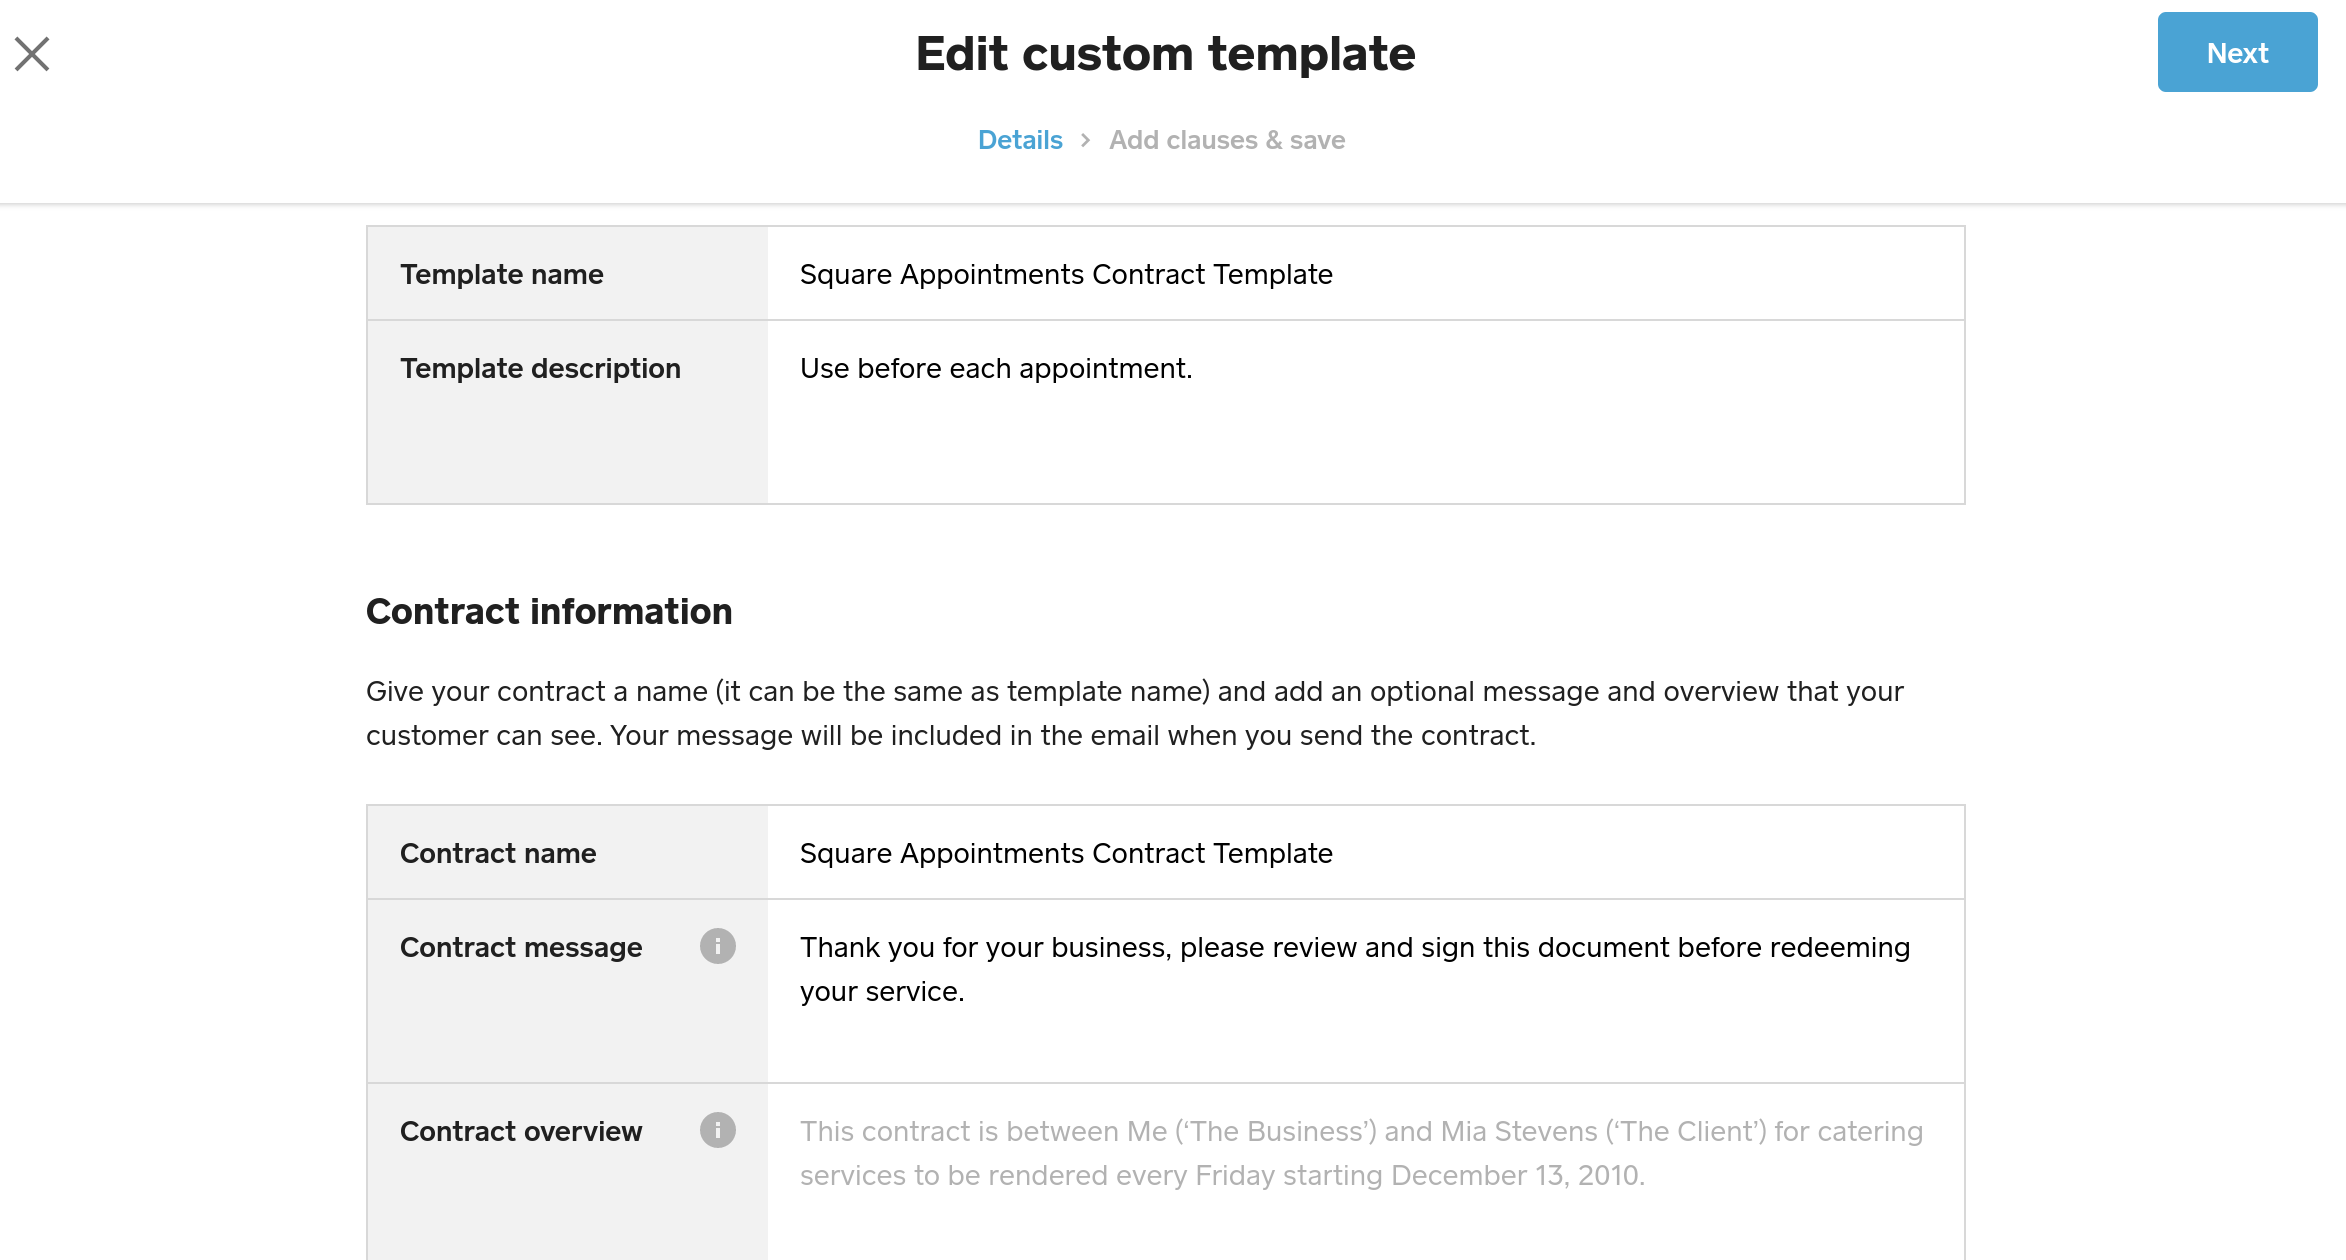 Edit custom template
Next
Details > Add clauses & save
Template name
Square Appointments Contract Template
Template description
Use before each appointment.
Contract information
Give your contract a name (it can be the same as template name) and add an optional message and overview that your
customer can see. Your message will be included in the email when you send the contract.
Contract name
Square Appointments Contract Template
Contract message
Thank you for your business, please review and sign this document before redeeming
your service.
Contract overview
This contract is between Me (‘The Business’) and Mia Stevens (‘The Client’) for catering
services to be rendered every Friday starting December 13, 2010.